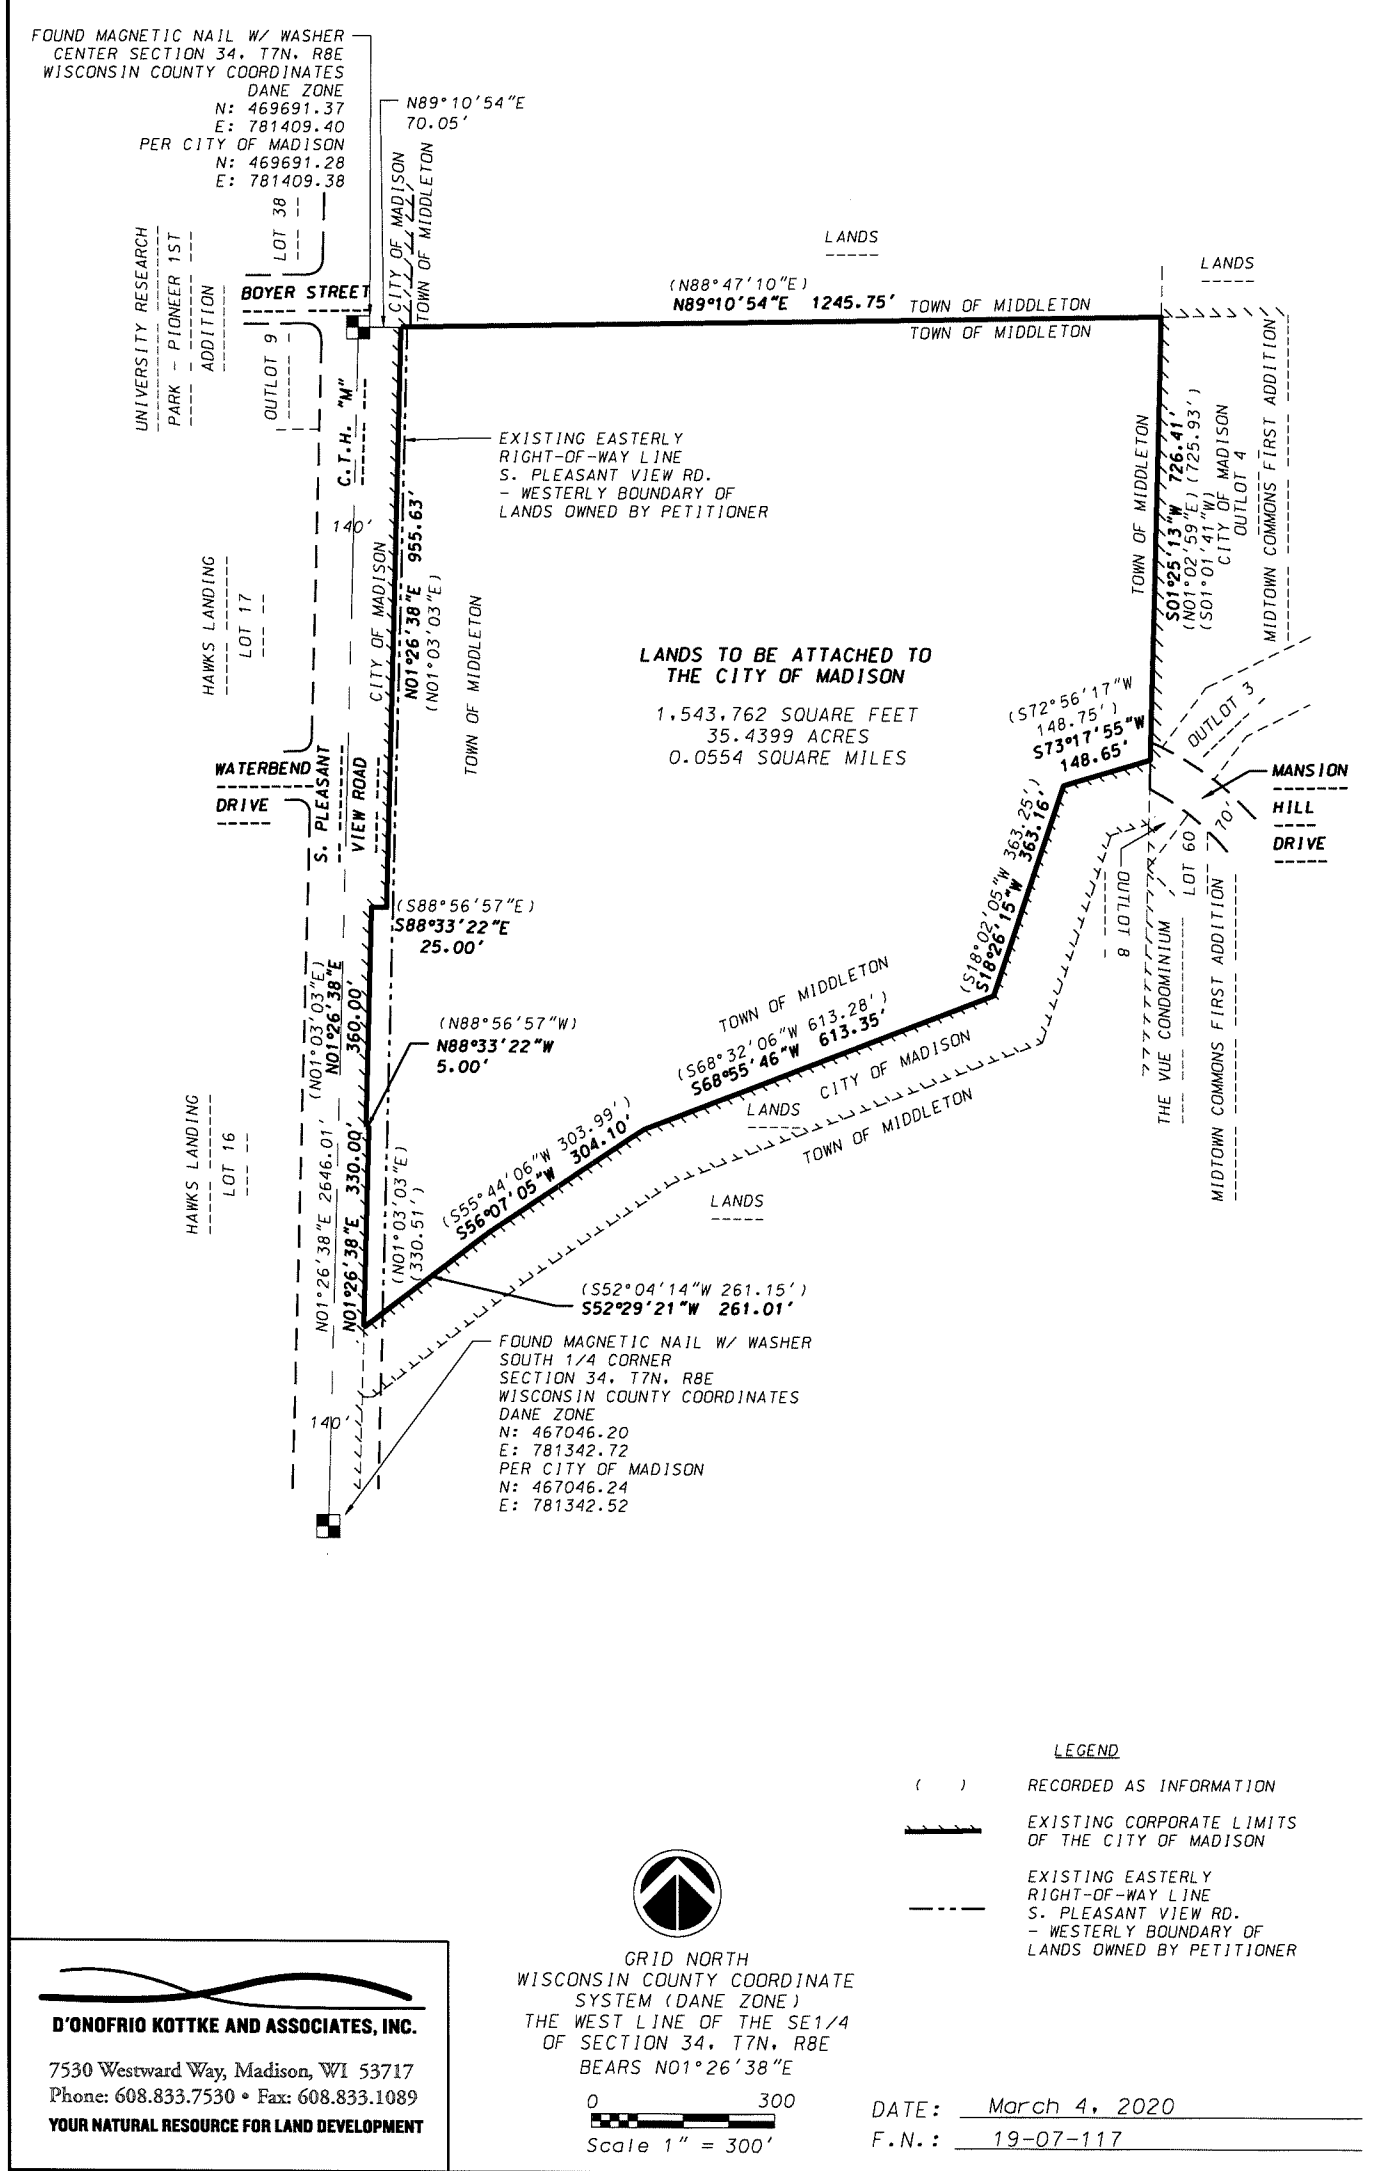 FOUND MAGNETIC NAIL W/ WASHER
CENTER SECTION 34, T7N, R8E
WISCONSIN COUNTY COORDINATES
DANE ZONE
N: 469691.37
E: 781409.40
PER CITY OF MADISON
N: 469691.28
E: 781409.38
N89°10'54"E
70.05'
CITY OF MADISON
TOWN OF MIDDLETON
LOT 38
UNIVERSITY RESEARCH
PARK - PIONEER 1ST
ADDITION
BOYER STREET
OUTLOT 9
C.T.H. "M"
LANDS
LANDS
(N88°47'10"E)
N89°10'54"E 1245.75'
TOWN OF MIDDLETON
TOWN OF MIDDLETON
EXISTING EASTERLY
RIGHT-OF-WAY LINE
S. PLEASANT VIEW RD.
- WESTERLY BOUNDARY OF
LANDS OWNED BY PETITIONER
140'
CITY OF MADISON
N01°26'38"E 955.63'
(N01°03'03"E)
TOWN OF MIDDLETON
HAWKS LANDING
LOT 17
TOWN OF MIDDLETON
S01°25'13"W 726.41'
(N01°02'59"E) (725.93')
(S01°01'41"W)
CITY OF MADISON
OUTLOT 4
MIDTOWN COMMONS FIRST ADDITION
LANDS TO BE ATTACHED TO
THE CITY OF MADISON
1,543,762 SQUARE FEET
35.4399 ACRES
0.0554 SQUARE MILES
(S72°56'17"W
148.75')
S73°17'55"W
148.65'
OUTLOT 3
MANSION
HILL
DRIVE
70'
WATERBEND
DRIVE
S. PLEASANT
VIEW ROAD
(S18°02'05"W 363.25')
S18°26'15"W 363.16'
OUTLOT 8
LOT 60
THE VUE CONDOMINIUM
MIDTOWN COMMONS FIRST ADDITION
(S88°56'57"E)
S88°33'22"E
25.00'
(N01°03'03"E)
N01°26'38"E
360.00'
(N88°56'57"W)
N88°33'22"W
5.00'
TOWN OF MIDDLETON
(S68°32'06"W 613.28')
S68°55'46"W 613.35'
CITY OF MADISON
LANDS
TOWN OF MIDDLETON
LANDS
HAWKS LANDING
LOT 16
N01°26'38"E 2646.01'
N01°26'38"E 330.00'
(N01°03'03"E)
(330.51')
(S55°44'06"W 303.99')
S56°07'05"W 304.10'
(S52°04'14"W 261.15')
S52°29'21"W 261.01'
FOUND MAGNETIC NAIL W/ WASHER
SOUTH 1/4 CORNER
SECTION 34, T7N, R8E
WISCONSIN COUNTY COORDINATES
DANE ZONE
N: 467046.20
E: 781342.72
PER CITY OF MADISON
N: 467046.24
E: 781342.52
140'
LEGEND
( ) RECORDED AS INFORMATION
EXISTING CORPORATE LIMITS
OF THE CITY OF MADISON
EXISTING EASTERLY
RIGHT-OF-WAY LINE
S. PLEASANT VIEW RD.
- WESTERLY BOUNDARY OF
LANDS OWNED BY PETITIONER
GRID NORTH
WISCONSIN COUNTY COORDINATE
SYSTEM (DANE ZONE)
THE WEST LINE OF THE SE1/4
OF SECTION 34, T7N, R8E
BEARS N01°26'38"E
0 300
Scale 1" = 300'
D'ONOFRIO KOTTKE AND ASSOCIATES, INC.
7530 Westward Way, Madison, WI 53717
Phone: 608.833.7530 • Fax: 608.833.1089
YOUR NATURAL RESOURCE FOR LAND DEVELOPMENT
DATE: March 4, 2020
F.N.: 19-07-117